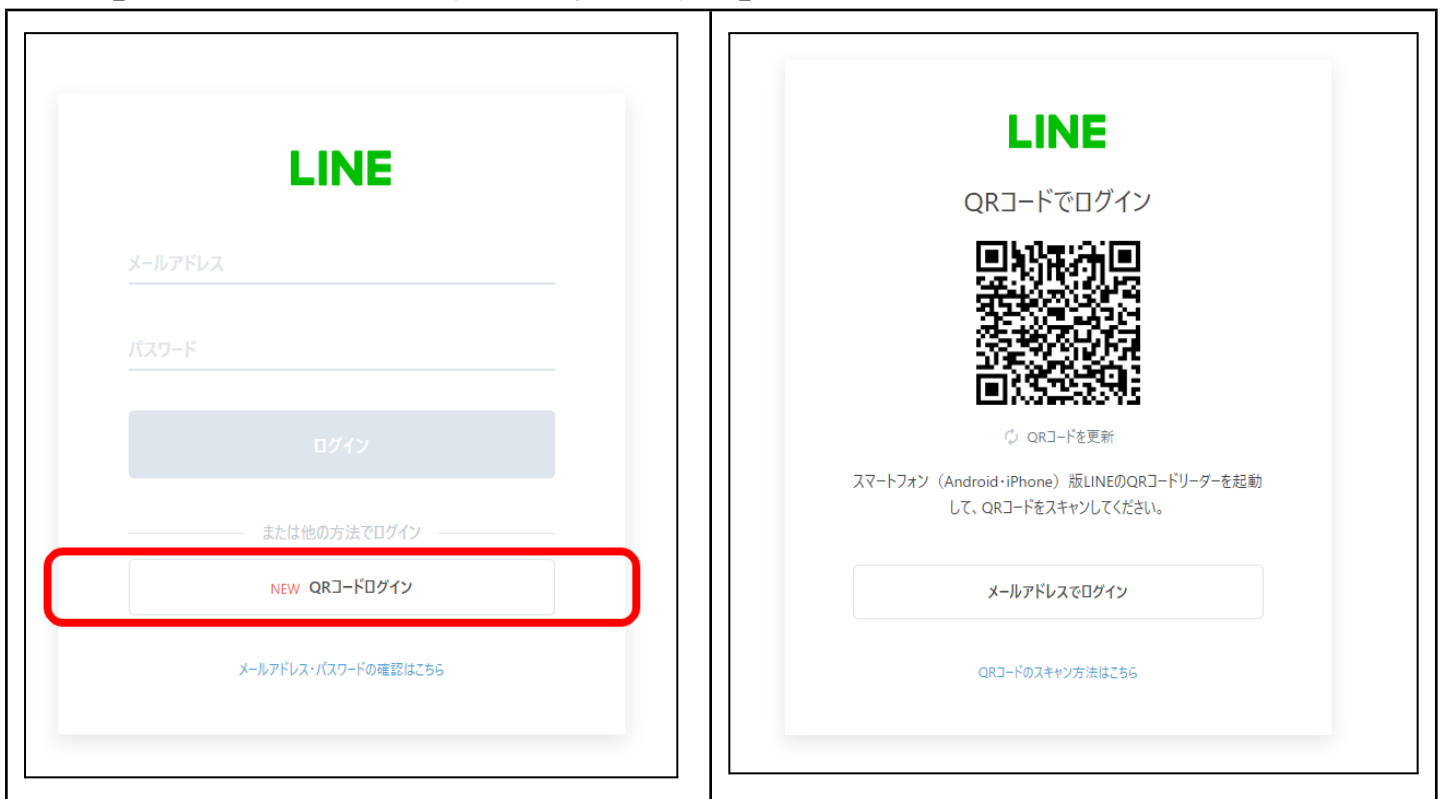 LINE
メールアドレス
パスワード
ログイン
または他の方法でログイン
NEW QRコードログイン
メールアドレス・パスワードの確認はこちら
LINE
QRコードでログイン
QRコードを更新
スマートフォン（Android・iPhone）版LINEのQRコードリーダーを起動
して、QRコードをスキャンしてください。
メールアドレスでログイン
QRコードのスキャン方法はこちら